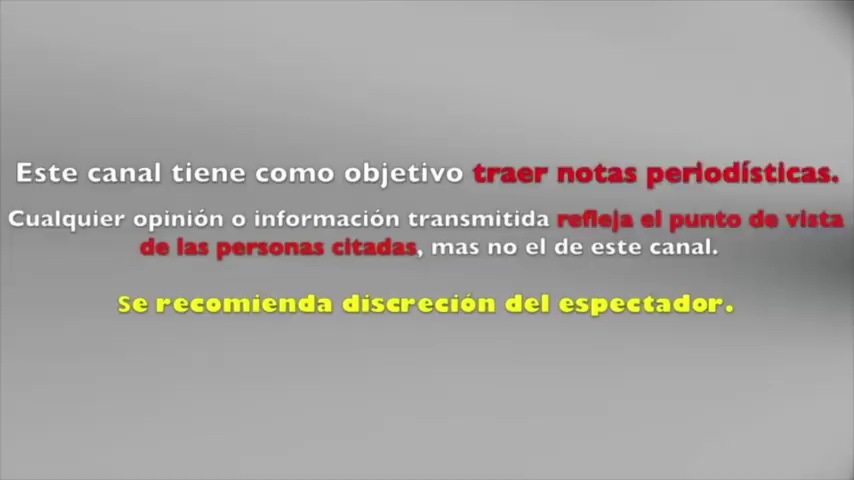 Este canal tiene como objetivo traer notas periodísticas.
Cualquier opinión o información transmitida refleja el punto de vista
de las personas citadas, mas no el de este canal.
Se recomienda discreción del espectador.